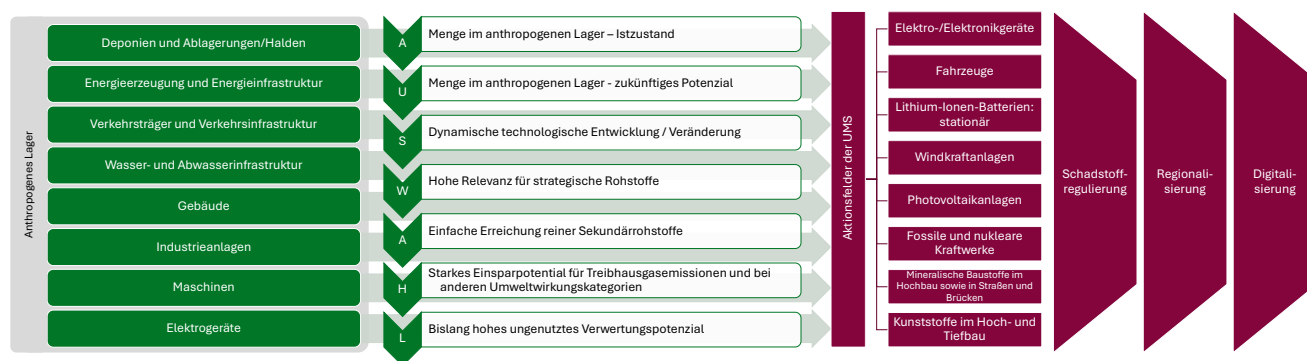 Anthropogenes Lager
Deponien und Ablagerungen/Halden
Energieerzeugung und Energieinfrastruktur
Verkehrsträger und Verkehrsinfrastruktur
Wasser- und Abwasserinfrastruktur
Gebäude
Industrieanlagen
Maschinen
Elektrogeräte
A
Menge im anthropogenen Lager – Istzustand
U
Menge im anthropogenen Lager - zukünftiges Potenzial
S
Dynamische technologische Entwicklung / Veränderung
W
Hohe Relevanz für strategische Rohstoffe
A
Einfache Erreichung reiner Sekundärrohstoffe
H
Starkes Einsparpotential für Treibhausgasemissionen und bei
anderen Umweltwirkungskategorien
L
Bislang hohes ungenutztes Verwertungspotenzial
Aktionsfelder der UMS
Elektro-/Elektronikgeräte
Fahrzeuge
Lithium-Ionen-Batterien:
stationär
Windkraftanlagen
Photovoltaikanlagen
Fossile und nukleare
Kraftwerke
Mineralische Baustoffe im
Hochbau sowie in Straßen und
Brücken
Kunststoffe im Hoch- und
Tiefbau
Schadstoff-
regulierung
Regionali-
sierung
Digitali-
sierung